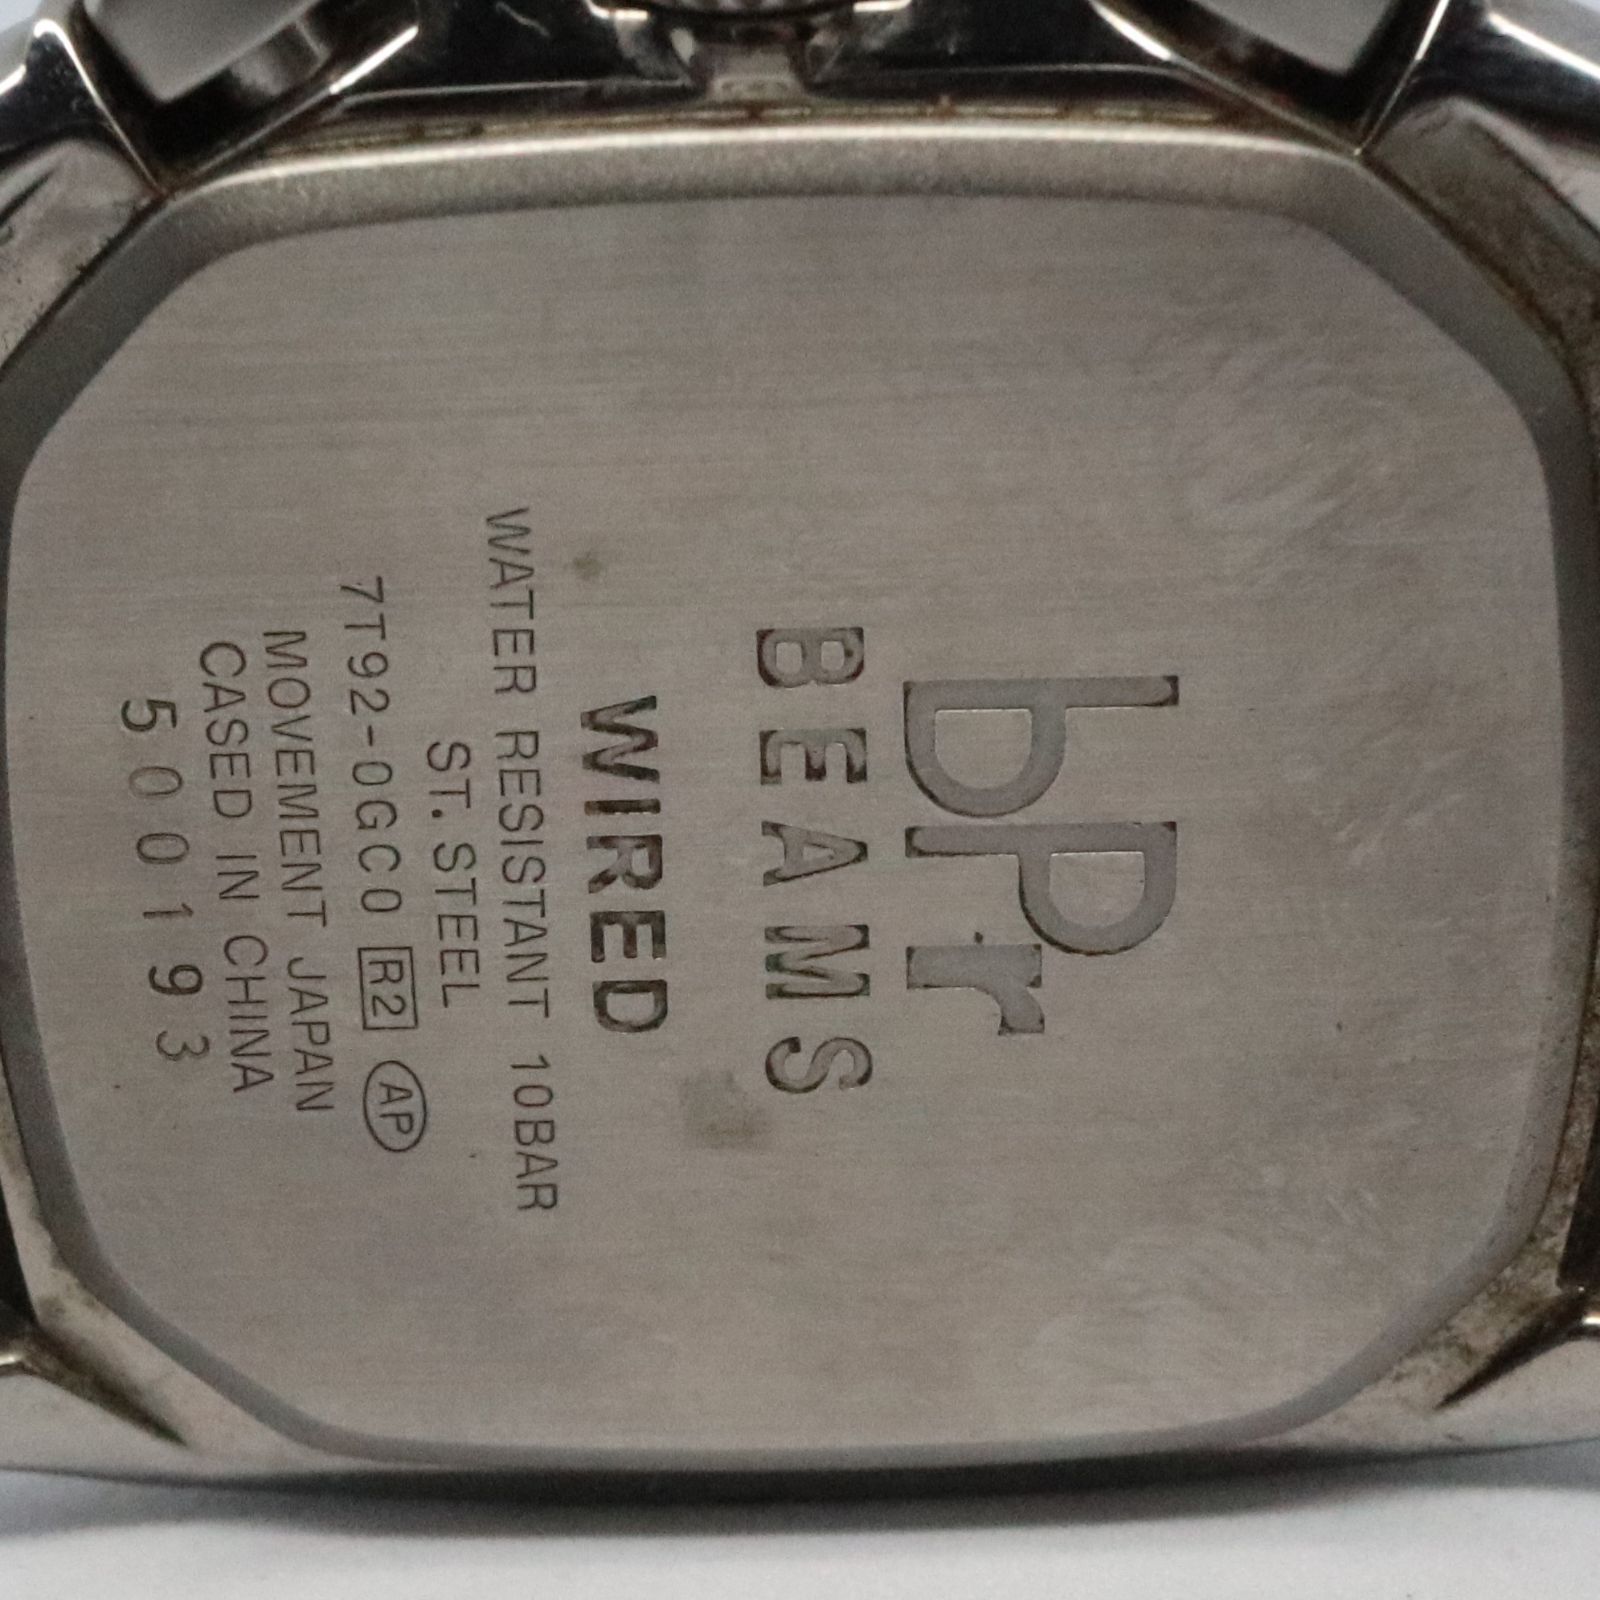 bPr
BEAMS
WIRED
WATER RESISTANT 10BAR
ST.STEEL
7T92-0GC0 R2 AP
MOVEMENT JAPAN
CASED IN CHINA
500193